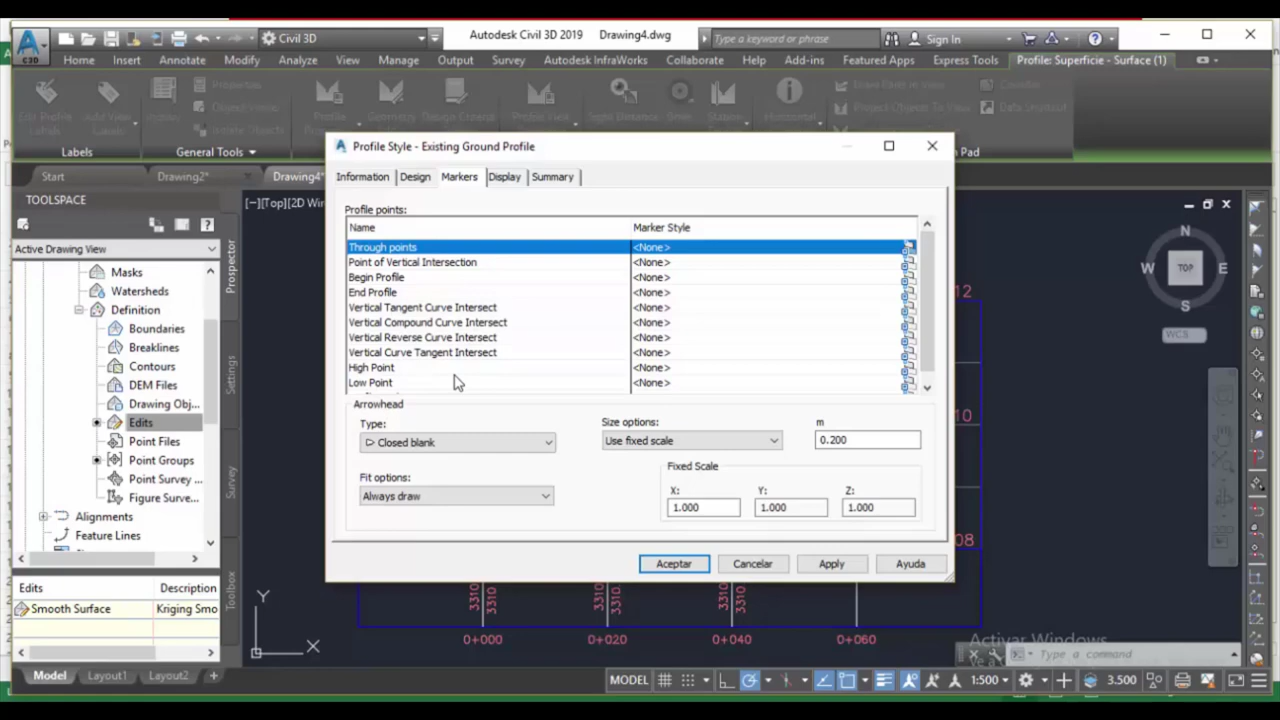 Civil 3D
Autodesk Civil 3D 2019 Drawing4.dwg
Type a keyword or phrase
Sign In
C3D
Home Insert Annotate Modify Analyze View Manage Output Survey Autodesk InfraWorks Collaborate Help Add-ins Featured Apps Express Tools Profile: Superficie - Surface (1)
Properties
Labels
General Tools
Start Drawing2* Drawing4*
Profile Style - Existing Ground Profile
Information Design Markers Display Summary
Profile points:
Name Marker Style
Through points <None>
Point of Vertical Intersection <None>
Begin Profile <None>
End Profile <None>
Vertical Tangent Curve Intersect <None>
Vertical Compound Curve Intersect <None>
Vertical Reverse Curve Intersect <None>
Vertical Curve Tangent Intersect <None>
High Point <None>
Low Point <None>
Arrowhead
Type:
Closed blank
Size options:
Use fixed scale
m
0.200
Fit options:
Always draw
Fixed Scale
X: Y: Z:
1.000 1.000 1.000
Aceptar Cancelar Apply Ayuda
TOOLSPACE
Active Drawing View
Masks
Watersheds
Definition
Boundaries
Breaklines
Contours
DEM Files
Drawing Obj...
Edits
Point Files
Point Groups
Point Survey ...
Figure Surve...
Alignments
Feature Lines
Prospector
Settings
Survey
Toolbox
Edits Description
Smooth Surface Kriging Smo
[−][Top][2D Wir
N
W TOP E
S
WCS
12
10
08
3310 3310 3310 3310 3310 3310
0+000 0+020 0+040 0+060
Y
X
Activar Windows
Type a command
Model Layout1 Layout2 +
MODEL 1:500 3.500